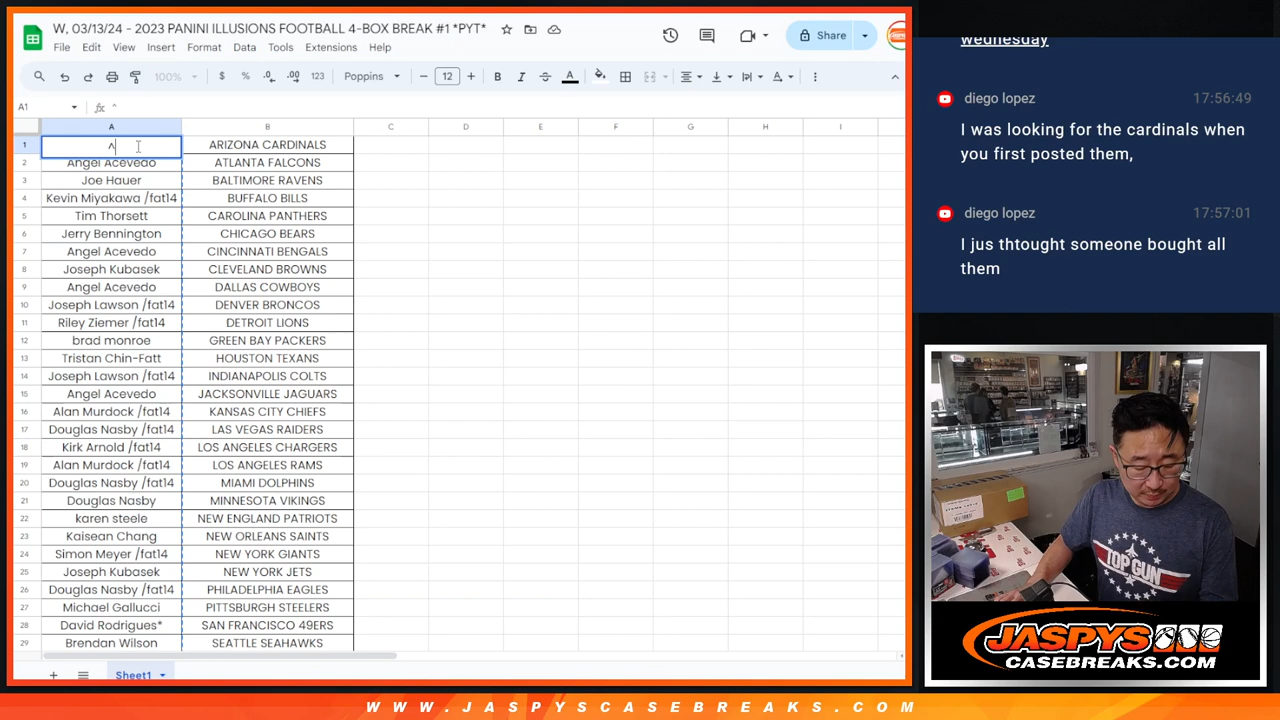 W, 03/13/24 - 2023 PANINI ILLUSIONS FOOTBALL 4-BOX BREAK #1 *PYT*
File Edit View Insert Format Data Tools Extensions Help
Share
100% $ % .0 .00 123 Poppins 12 B I S A
A1 fx ^
A B C D E F G H I
1 ^ ARIZONA CARDINALS
2 Angel Acevedo ATLANTA FALCONS
3 Joe Hauer BALTIMORE RAVENS
4 Kevin Miyakawa /fat14 BUFFALO BILLS
5 Tim Thorsett CAROLINA PANTHERS
6 Jerry Bennington CHICAGO BEARS
7 Angel Acevedo CINCINNATI BENGALS
8 Joseph Kubasek CLEVELAND BROWNS
9 Angel Acevedo DALLAS COWBOYS
10 Joseph Lawson /fat14 DENVER BRONCOS
11 Riley Ziemer /fat14 DETROIT LIONS
12 brad monroe GREEN BAY PACKERS
13 Tristan Chin-Fatt HOUSTON TEXANS
14 Joseph Lawson /fat14 INDIANAPOLIS COLTS
15 Angel Acevedo JACKSONVILLE JAGUARS
16 Alan Murdock /fat14 KANSAS CITY CHIEFS
17 Douglas Nasby /fat14 LAS VEGAS RAIDERS
18 Kirk Arnold /fat14 LOS ANGELES CHARGERS
19 Alan Murdock /fat14 LOS ANGELES RAMS
20 Douglas Nasby /fat14 MIAMI DOLPHINS
21 Douglas Nasby MINNESOTA VIKINGS
22 karen steele NEW ENGLAND PATRIOTS
23 Kaisean Chang NEW ORLEANS SAINTS
24 Simon Meyer /fat14 NEW YORK GIANTS
25 Joseph Kubasek NEW YORK JETS
26 Douglas Nasby /fat14 PHILADELPHIA EAGLES
27 Michael Gallucci PITTSBURGH STEELERS
28 David Rodrigues* SAN FRANCISCO 49ERS
29 Brendan Wilson SEATTLE SEAHAWKS
Sheet1
wednesday
diego lopez 17:56:49
I was looking for the cardinals when
you first posted them,
diego lopez 17:57:01
I jus thtought someone bought all
them
TOP GUN
JASPYS
CASEBREAKS.COM
WWW.JASPYSCASEBREAKS.COM